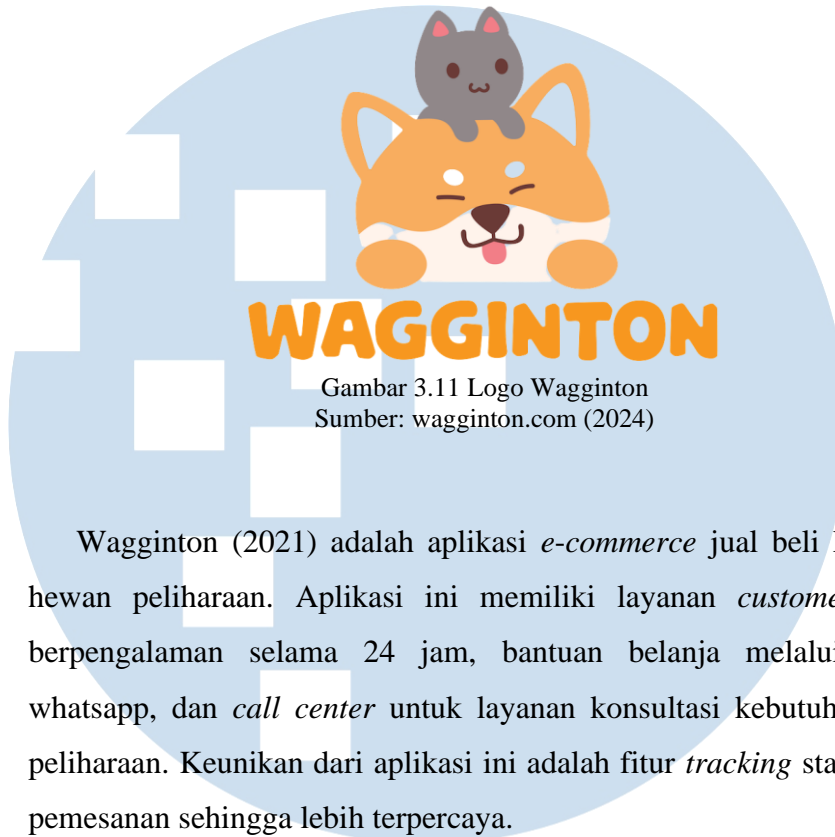 WAGGINTON
Gambar 3.11 Logo Wagginton
Sumber: wagginton.com (2024)
Wagginton (2021) adalah aplikasi e-commerce jual beli
hewan peliharaan. Aplikasi ini memiliki layanan
berpengalaman selama 24 jam, bantuan belanja melalui
whatsapp, dan call center untuk layanan konsultasi
peliharaan. Keunikan dari aplikasi ini adalah fitur tracking
pemesanan sehingga lebih terpercaya.